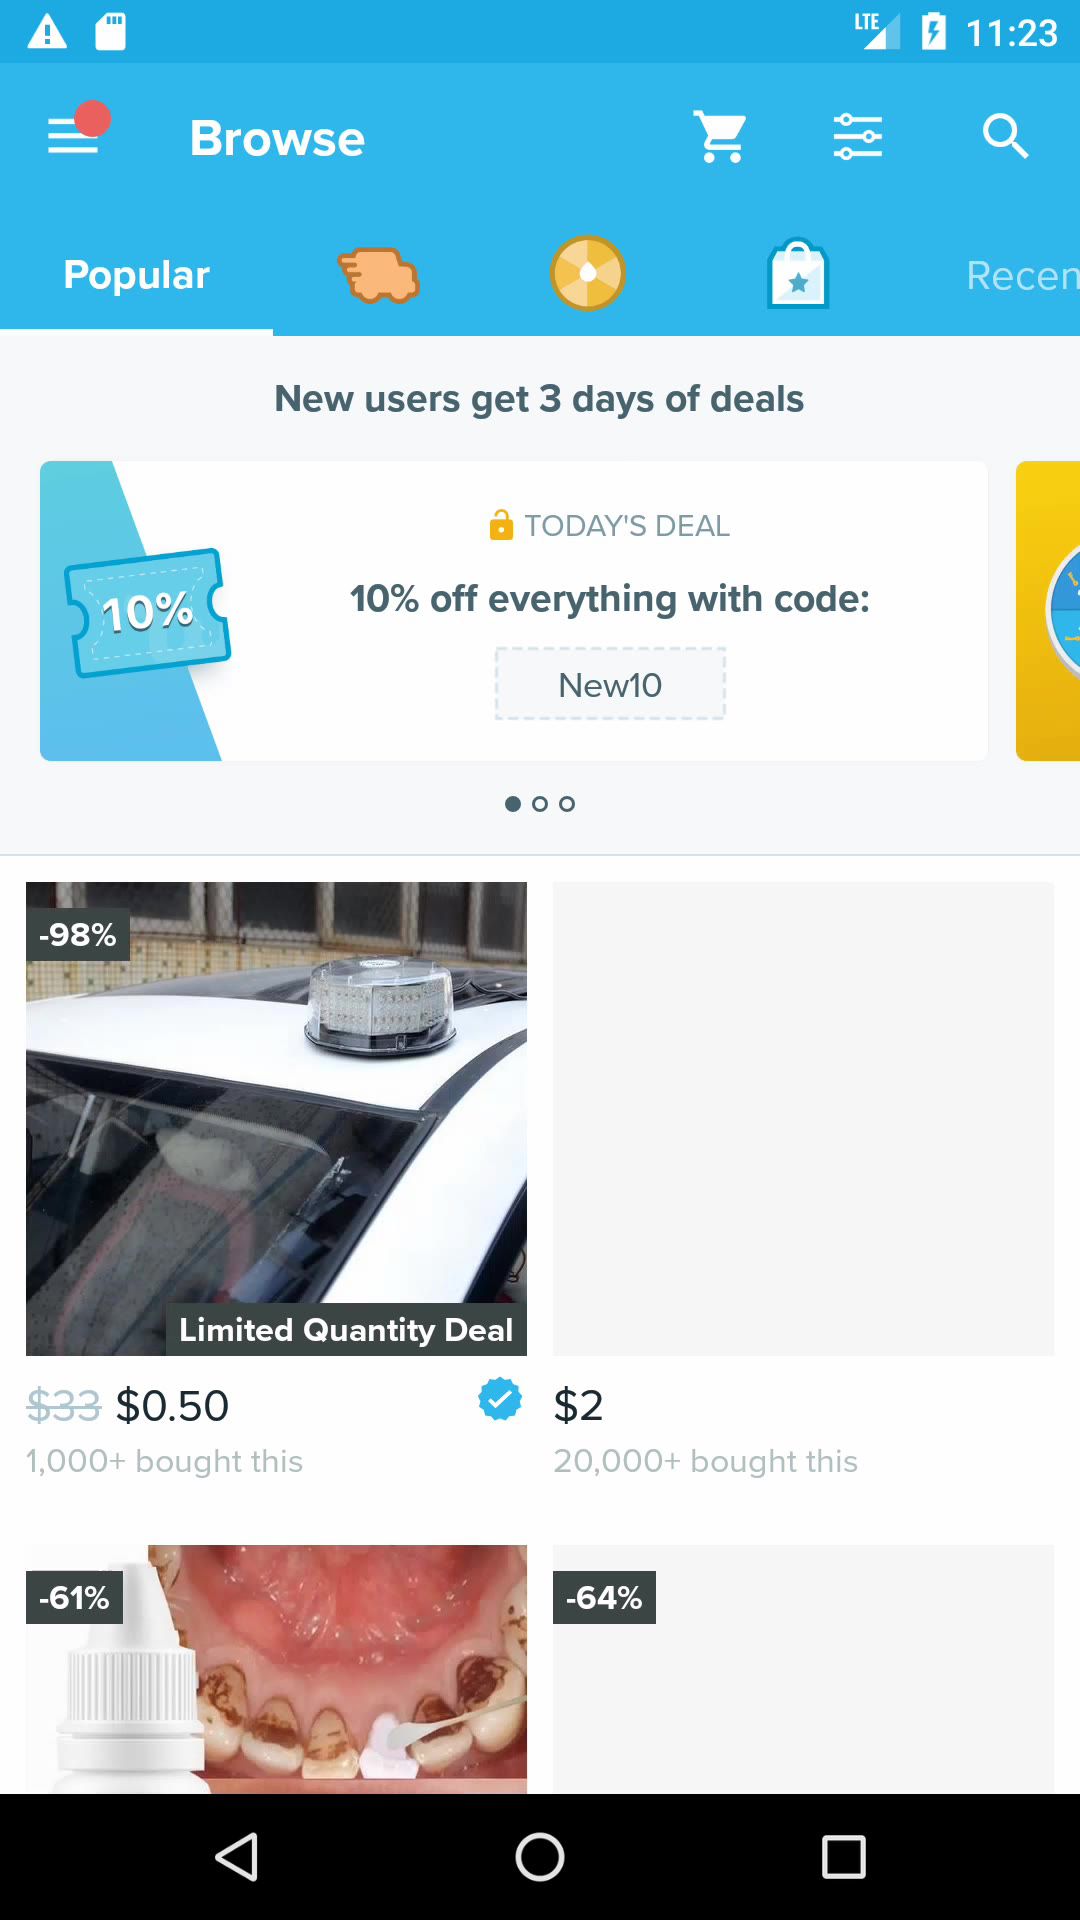 LTE 11:23
Browse
Popular
Recen
New users get 3 days of deals
TODAY'S DEAL
10%
10% off everything with code:
New10
-98%
Limited Quantity Deal
$33 $0.50
$2
1,000+ bought this
20,000+ bought this
-61%
-64%